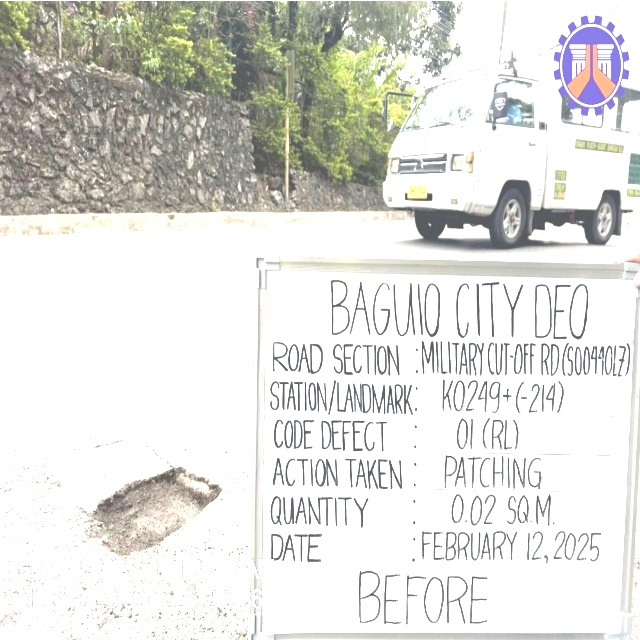 BAGUIO CITY DEO
ROAD SECTION : MILITARY CUT-OFF RD (S00440LZ)
STATION/LANDMARK: K0249+(-214)
CODE DEFECT : 01 (RL)
ACTION TAKEN : PATCHING
QUANTITY : 0.02 SQ.M.
DATE : FEBRUARY 12, 2025
BEFORE